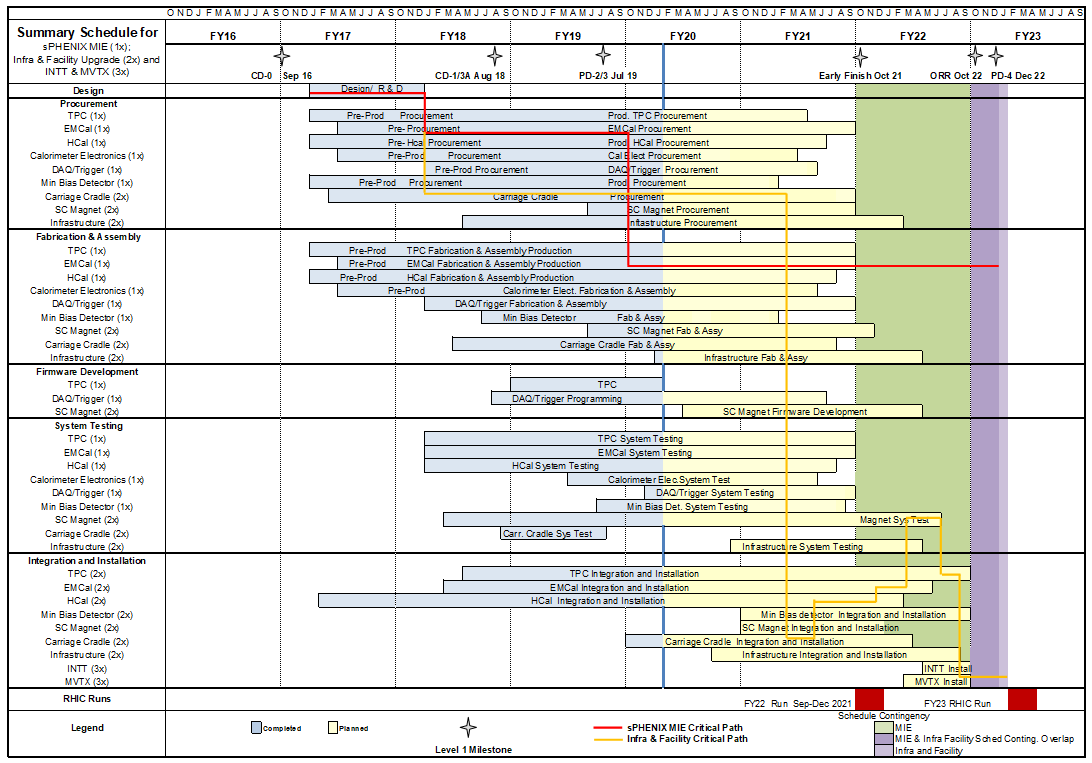 O N D J F M A M J J A S O N D J F M A M J J A S O N D J F M A M J J A S O N D J F M A M J J A S O N D J F M A M J J A S O N D J F M A M J J A S O N D J F M A M J J A S O N D J F M A M J J A S
Summary Schedule for
sPHENIX MIE (1x);
Infra & Facility Upgrade (2x) and
INTT & MVTX (3x)
FY16 FY17 FY18 FY19 FY20 FY21 FY22 FY23
CD-0 Sep 16 CD-1/3A Aug 18 PD-2/3 Jul 19 Early Finish Oct 21 ORR Oct 22 PD-4 Dec 22
Design Design/ R & D
Procurement
TPC (1x) Pre-Prod Procurement Prod. TPC Procurement
EMCal (1x) Pre-Procurement EMCal Procurement
HCal (1x) Pre-Hcal Procurement Prod. HCal Procurement
Calorimeter Electronics (1x) Pre-Prod Procurement Cal Elect Procurement
DAQ/Trigger (1x) Pre-Prod Procurement DAQ/Trigger Procurement
Min Bias Detector (1x) Pre-Prod Procurement Prod. Procurement
Carriage Cradle (2x) Carriage Cradle Procurement
SC Magnet (2x) SC Magnet Procurement
Infrastructure (2x) Infrastructure Procurement
Fabrication & Assembly
TPC (1x) Pre-Prod TPC Fabrication & Assembly Production
EMCal (1x) Pre-Prod EMCal Fabrication & Assembly Production
HCal (1x) Pre-Prod HCal Fabrication & Assembly Production
Calorimeter Electronics (1x) Pre-Prod Calorimeter Elect. Fabrication & Assembly
DAQ/Trigger (1x) DAQ/Trigger Fabrication & Assembly
Min Bias Detector (1x) Min Bias Detector Fab & Assy
SC Magnet (2x) SC Magnet Fab & Assy
Carriage Cradle (2x) Carriage Cradle Fab & Assy
Infrastructure (2x) Infrastructure Fab & Assy
Firmware Development
TPC (1x) TPC
DAQ/Trigger (1x) DAQ/Trigger Programming
SC Magnet (2x) SC Magnet Firmware Development
System Testing
TPC (1x) TPC System Testing
EMCal (1x) EMCal System Testing
HCal (1x) HCal System Testing
Calorimeter Electronics (1x) Calorimeter Elec.System Test
DAQ/Trigger (1x) DAQ/Trigger System Testing
Min Bias Detector (1x) Min Bias Det. System Testing
SC Magnet (2x) Magnet Sys Test
Carriage Cradle (2x) Carr. Cradle Sys Test
Infrastructure (2x) Infrastructure System Testing
Integration and Installation
TPC (2x) TPC Integration and Installation
EMCal (2x) EMCal Integration and Installation
HCal (2x) HCal Integration and Installation
Min Bias Detector (2x) Min Bias detector Integration and Installation
SC Magnet (2x) SC Magnet Integration and Installation
Carriage Cradle (2x) Carriage Cradle Integration and Installation
Infrastructure (2x) Infrastructure Integration and Installation
INTT (3x) INTT Install
MVTX (3x) MVTX Install
RHIC Runs FY22 Run Sep-Dec 2021 FY23 RHIC Run
Legend Completed Planned Level 1 Milestone
sPHENIX MIE Critical Path
Infra & Facility Critical Path
Schedule Contingency
MIE
MIE & Infra Facility Sched Conting. Overlap
Infra and Facility